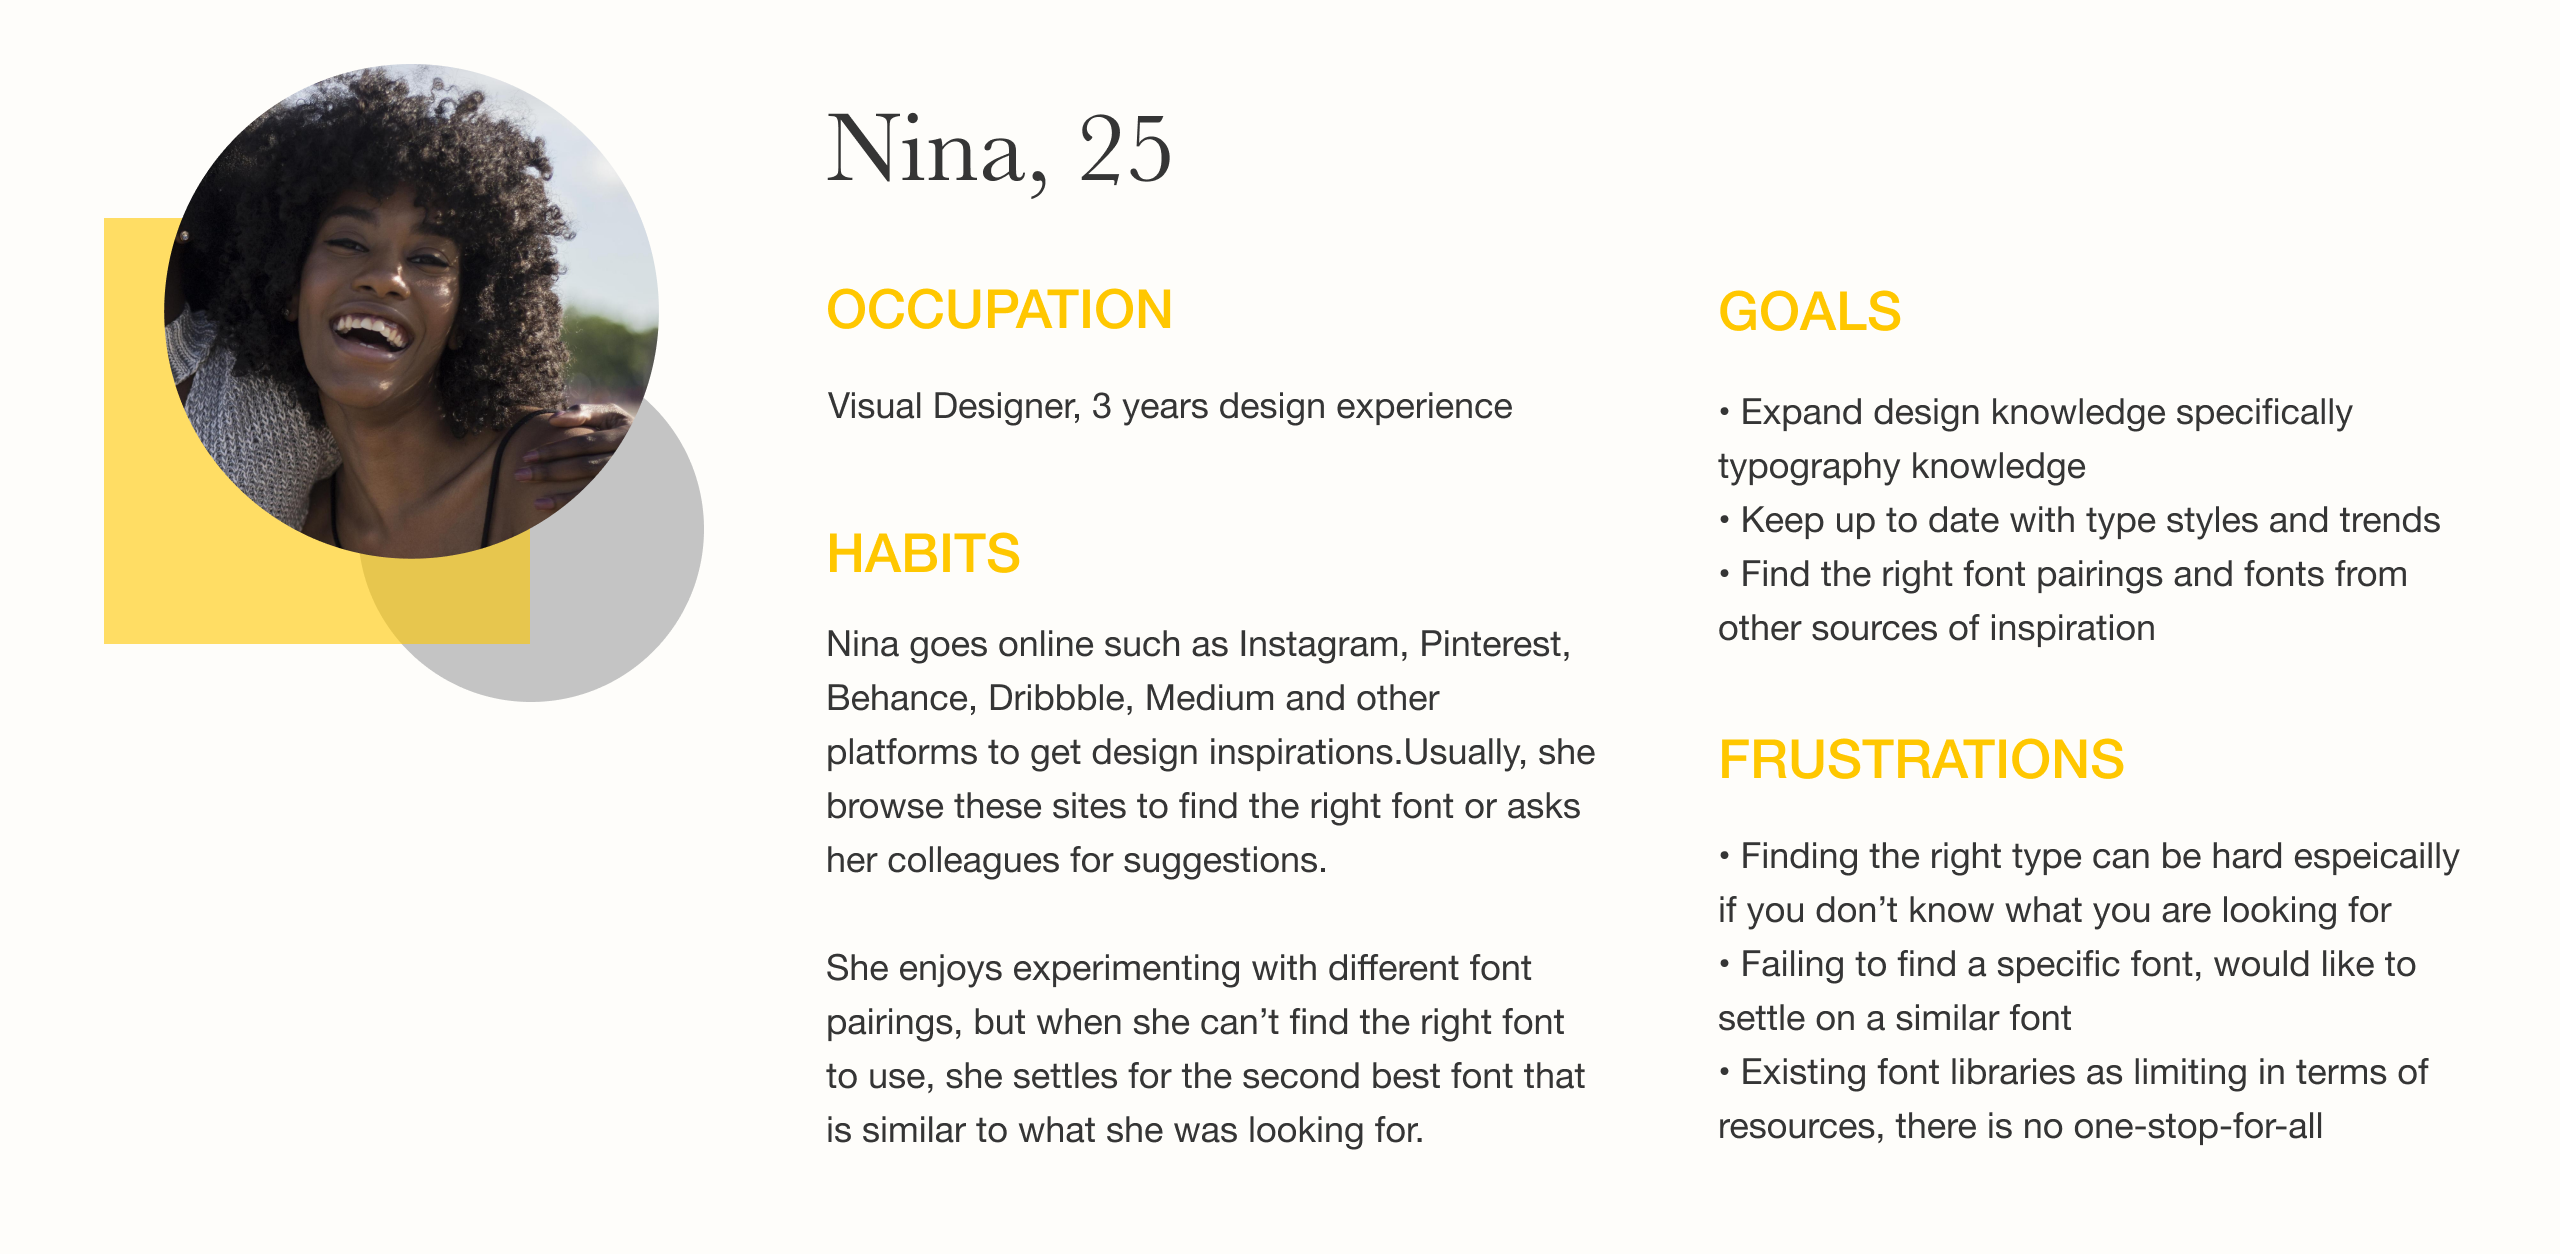 Nina, 25
OCCUPATION
Visual Designer, 3 years design experience
HABITS
Nina goes online such as Instagram, Pinterest,
Behance, Dribbble, Medium and other
platforms to get design inspirations.Usually, she
browse these sites to find the right font or asks
her colleagues for suggestions.
She enjoys experimenting with different font
pairings, but when she can’t find the right font
to use, she settles for the second best font that
is similar to what she was looking for.
GOALS
• Expand design knowledge specifically
typography knowledge
• Keep up to date with type styles and trends
• Find the right font pairings and fonts from
other sources of inspiration
FRUSTRATIONS
• Finding the right type can be hard espeicailly
if you don’t know what you are looking for
• Failing to find a specific font, would like to
settle on a similar font
• Existing font libraries as limiting in terms of
resources, there is no one-stop-for-all